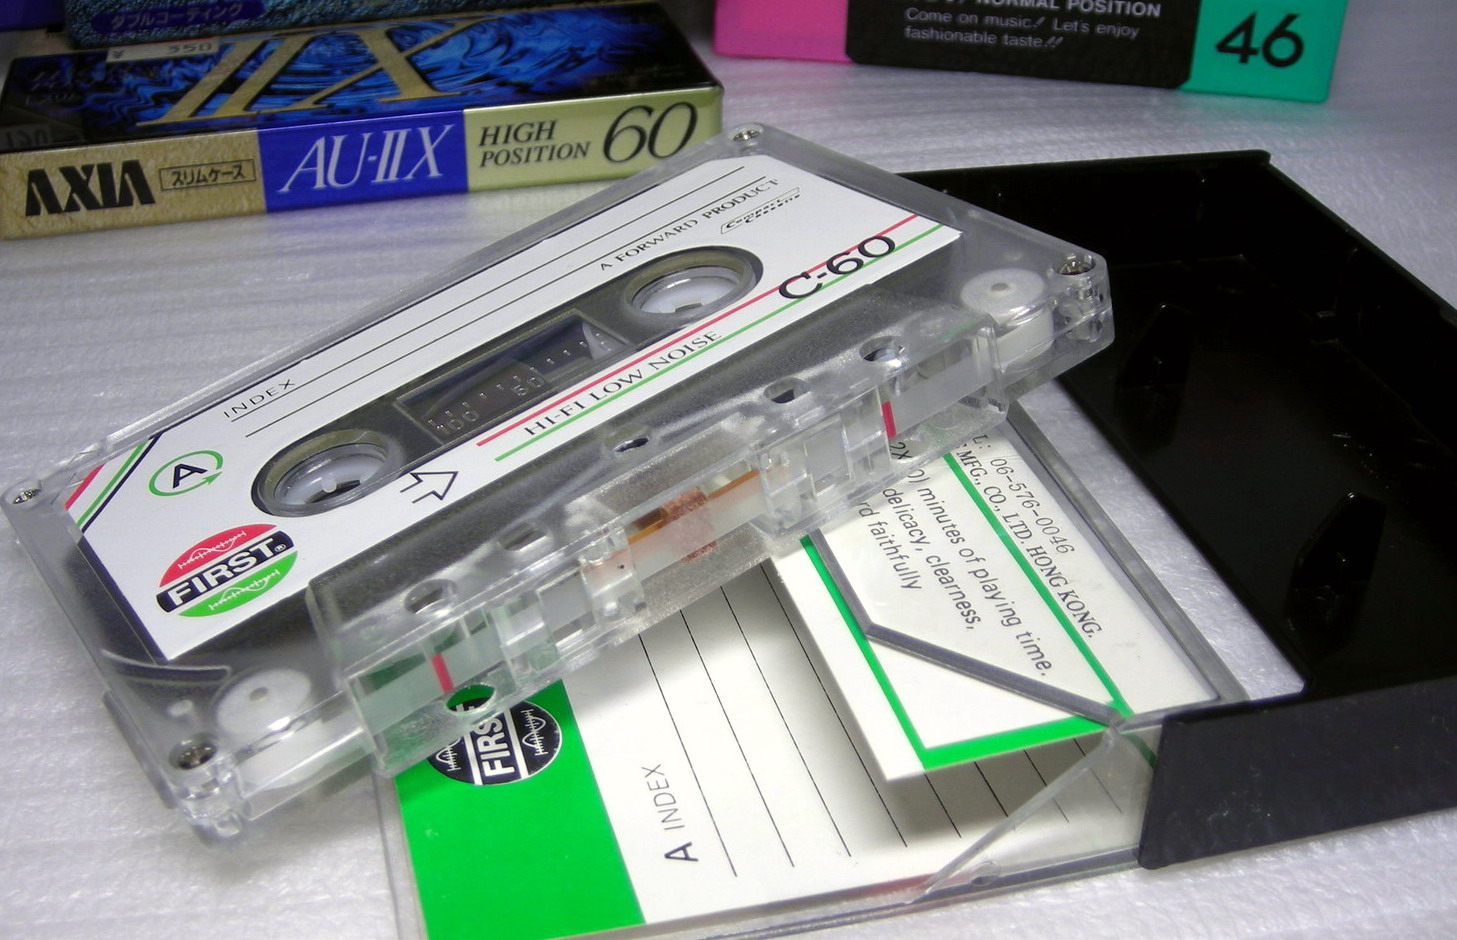 ダブルコーティング
¥ 350
IIX
AXIA スリムケース AU-IIX HIGH POSITION 60
NORMAL POSITION
Come on music!! Let's enjoy
fashionable taste!!
46
A FORWARD PRODUCT
Compact Cassette
C-60
INDEX
100 50
HI-FI LOW NOISE
A
FIRST®
06-576-0046
MFG., CO., LTD. HONG KONG.
minutes of playing time.
delicacy, clearness,
faithfully
FIRST
A INDEX